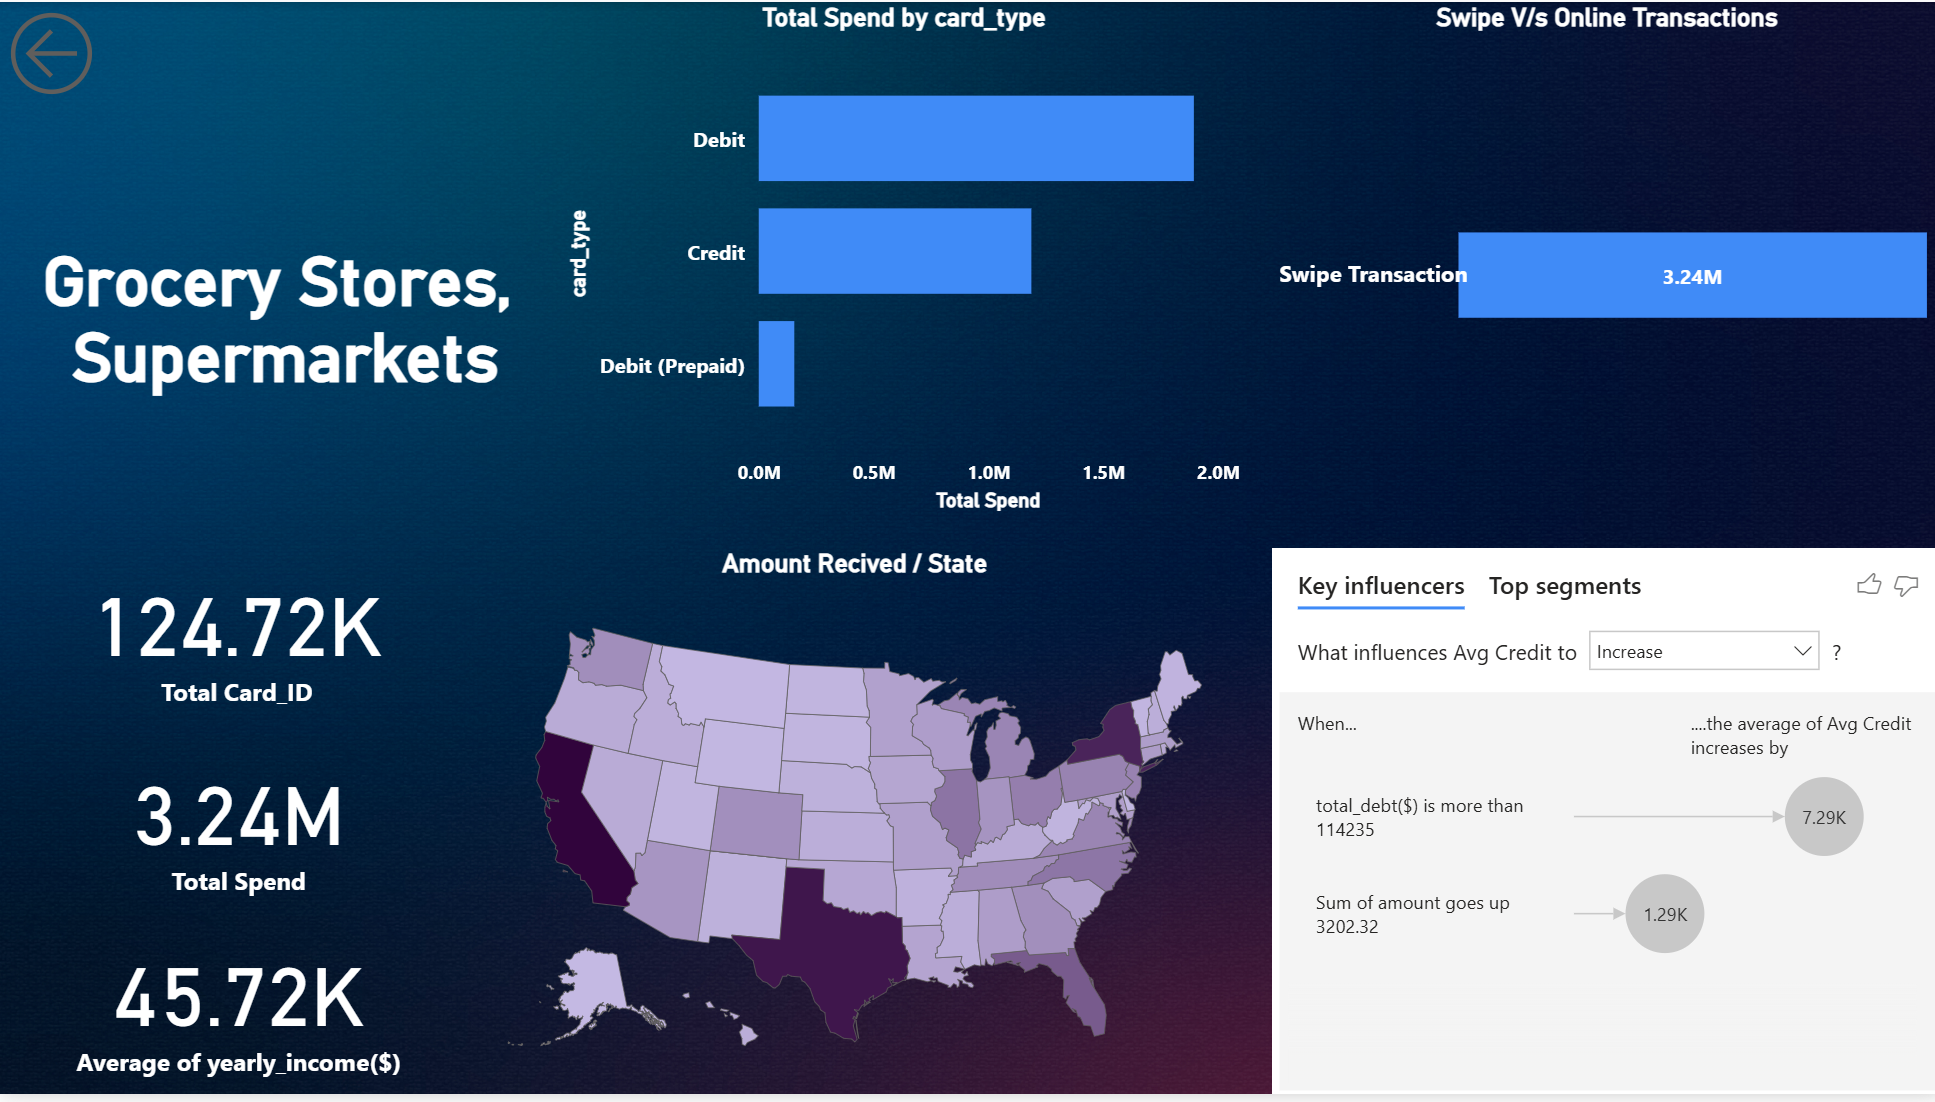 Total Spend by card_type
Swipe V/s Online Transactions
Grocery Stores,
Supermarkets
card_type
Debit
Credit
Debit (Prepaid)
0.0M
0.5M
1.0M
1.5M
2.0M
Total Spend
Swipe Transaction
3.24M
124.72K
Total Card_ID
3.24M
Total Spend
45.72K
Average of yearly_income($)
Amount Recived / State
Key influencers
Top segments
What influences Avg Credit to
Increase
?
When...
....the average of Avg Credit
increases by
total_debt($) is more than
114235
7.29K
Sum of amount goes up
3202.32
1.29K